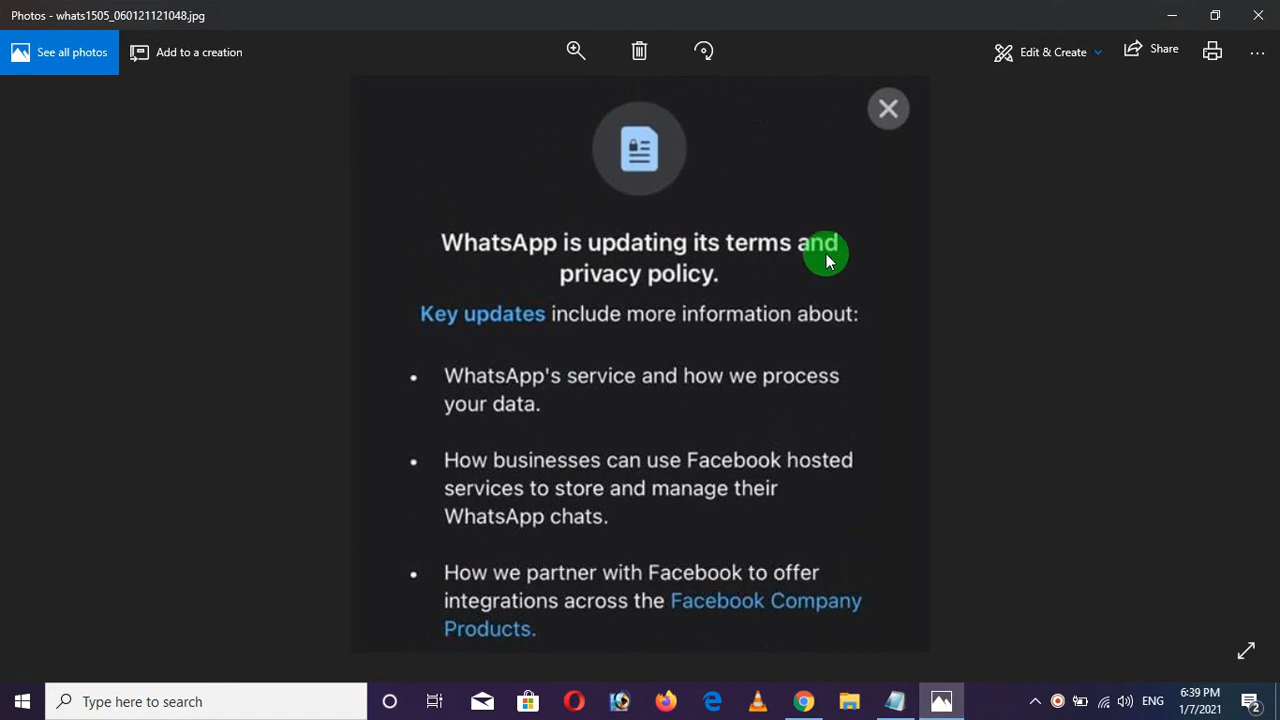 Photos - whats1505_060121121048.jpg
See all photos
Add to a creation
Edit & Create
Share
WhatsApp is updating its terms and
privacy policy.
Key updates include more information about:
• WhatsApp's service and how we process
your data.
• How businesses can use Facebook hosted
services to store and manage their
WhatsApp chats.
• How we partner with Facebook to offer
integrations across the Facebook Company
Products.
Type here to search
ENG
6:39 PM
1/7/2021
2